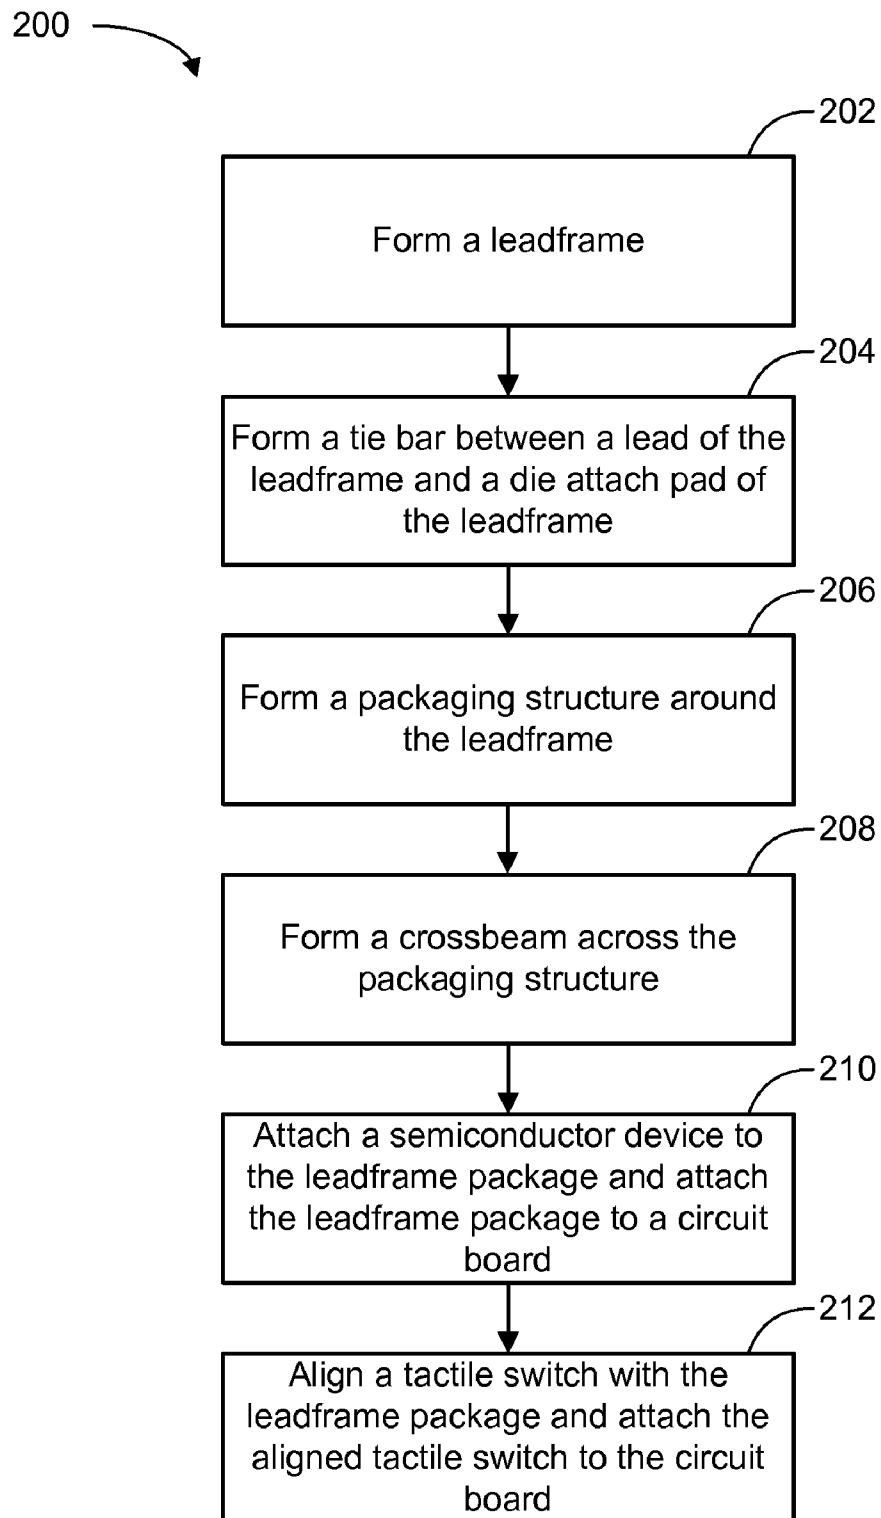 200
202
Form a leadframe
204
Form a tie bar between a lead of the
leadframe and a die attach pad of
the leadframe
206
Form a packaging structure around
the leadframe
208
Form a crossbeam across the
packaging structure
210
Attach a semiconductor device to
the leadframe package and attach
the leadframe package to a circuit
board
212
Align a tactile switch with the
leadframe package and attach the
aligned tactile switch to the circuit
board